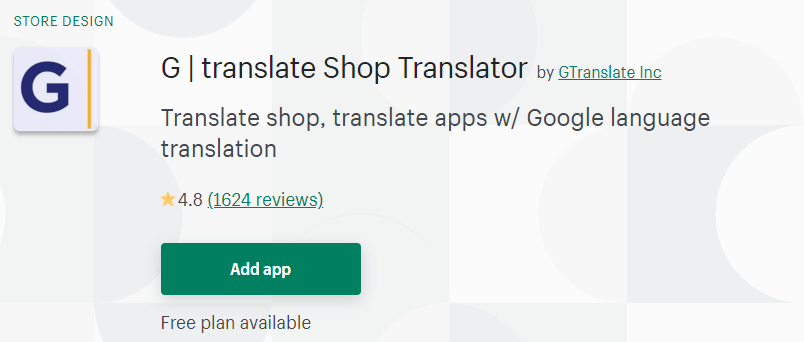 STORE DESIGN
G
G | translate Shop Translator by GTranslate Inc
Translate shop, translate apps w/ Google language
translation
4.8 (1624 reviews)
Add app
Free plan available